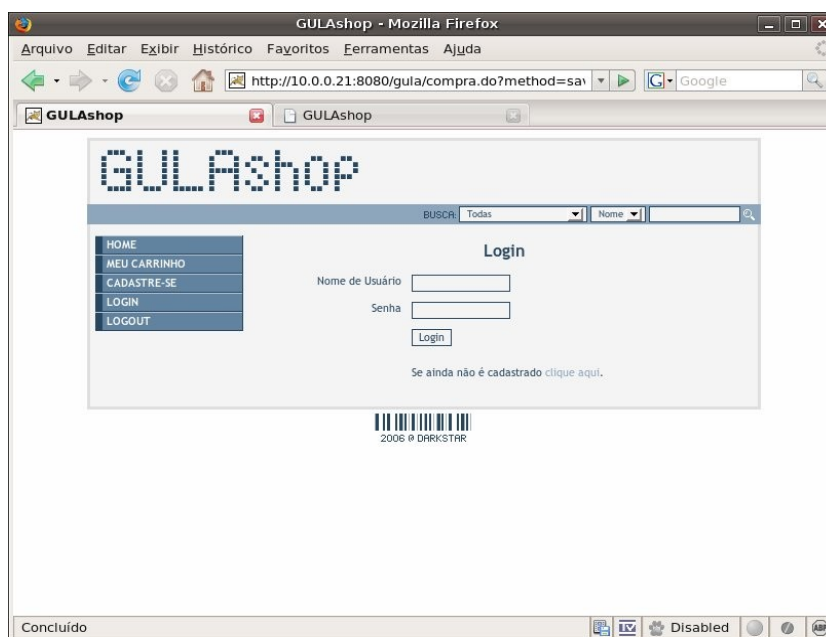 GULAshop - Mozilla Firefox
Arquivo Editar Exibir Histórico Favoritos Ferramentas Ajuda
http://10.0.0.21:8080/gula/compra.do?method=sav
G Google
GULAshop
GULAshop
GULAshop
BUSCA: Todas Nome
HOME
MEU CARRINHO
CADASTRE-SE
LOGIN
LOGOUT
Login
Nome de Usuário
Senha
Login
Se ainda não é cadastrado clique aqui.
2006 @ DARKSTAR
Concluído
Disabled
ABP